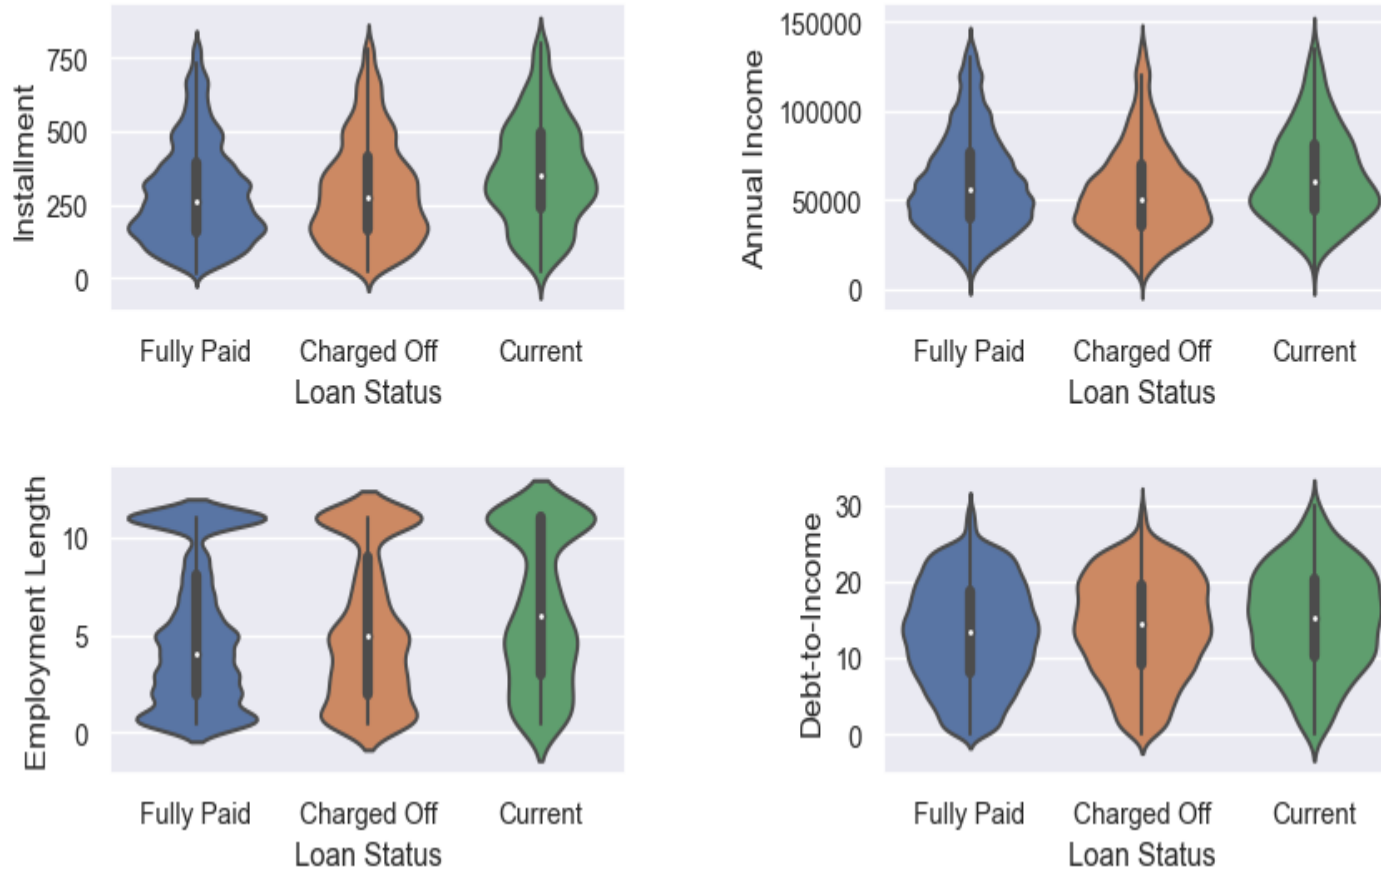 Installment
750
500
250
0
Fully Paid
Charged Off
Current
Loan Status
Annual Income
150000
100000
50000
0
Fully Paid
Charged Off
Current
Loan Status
Employment Length
10
5
0
Fully Paid
Charged Off
Current
Loan Status
Debt-to-Income
30
20
10
0
Fully Paid
Charged Off
Current
Loan Status